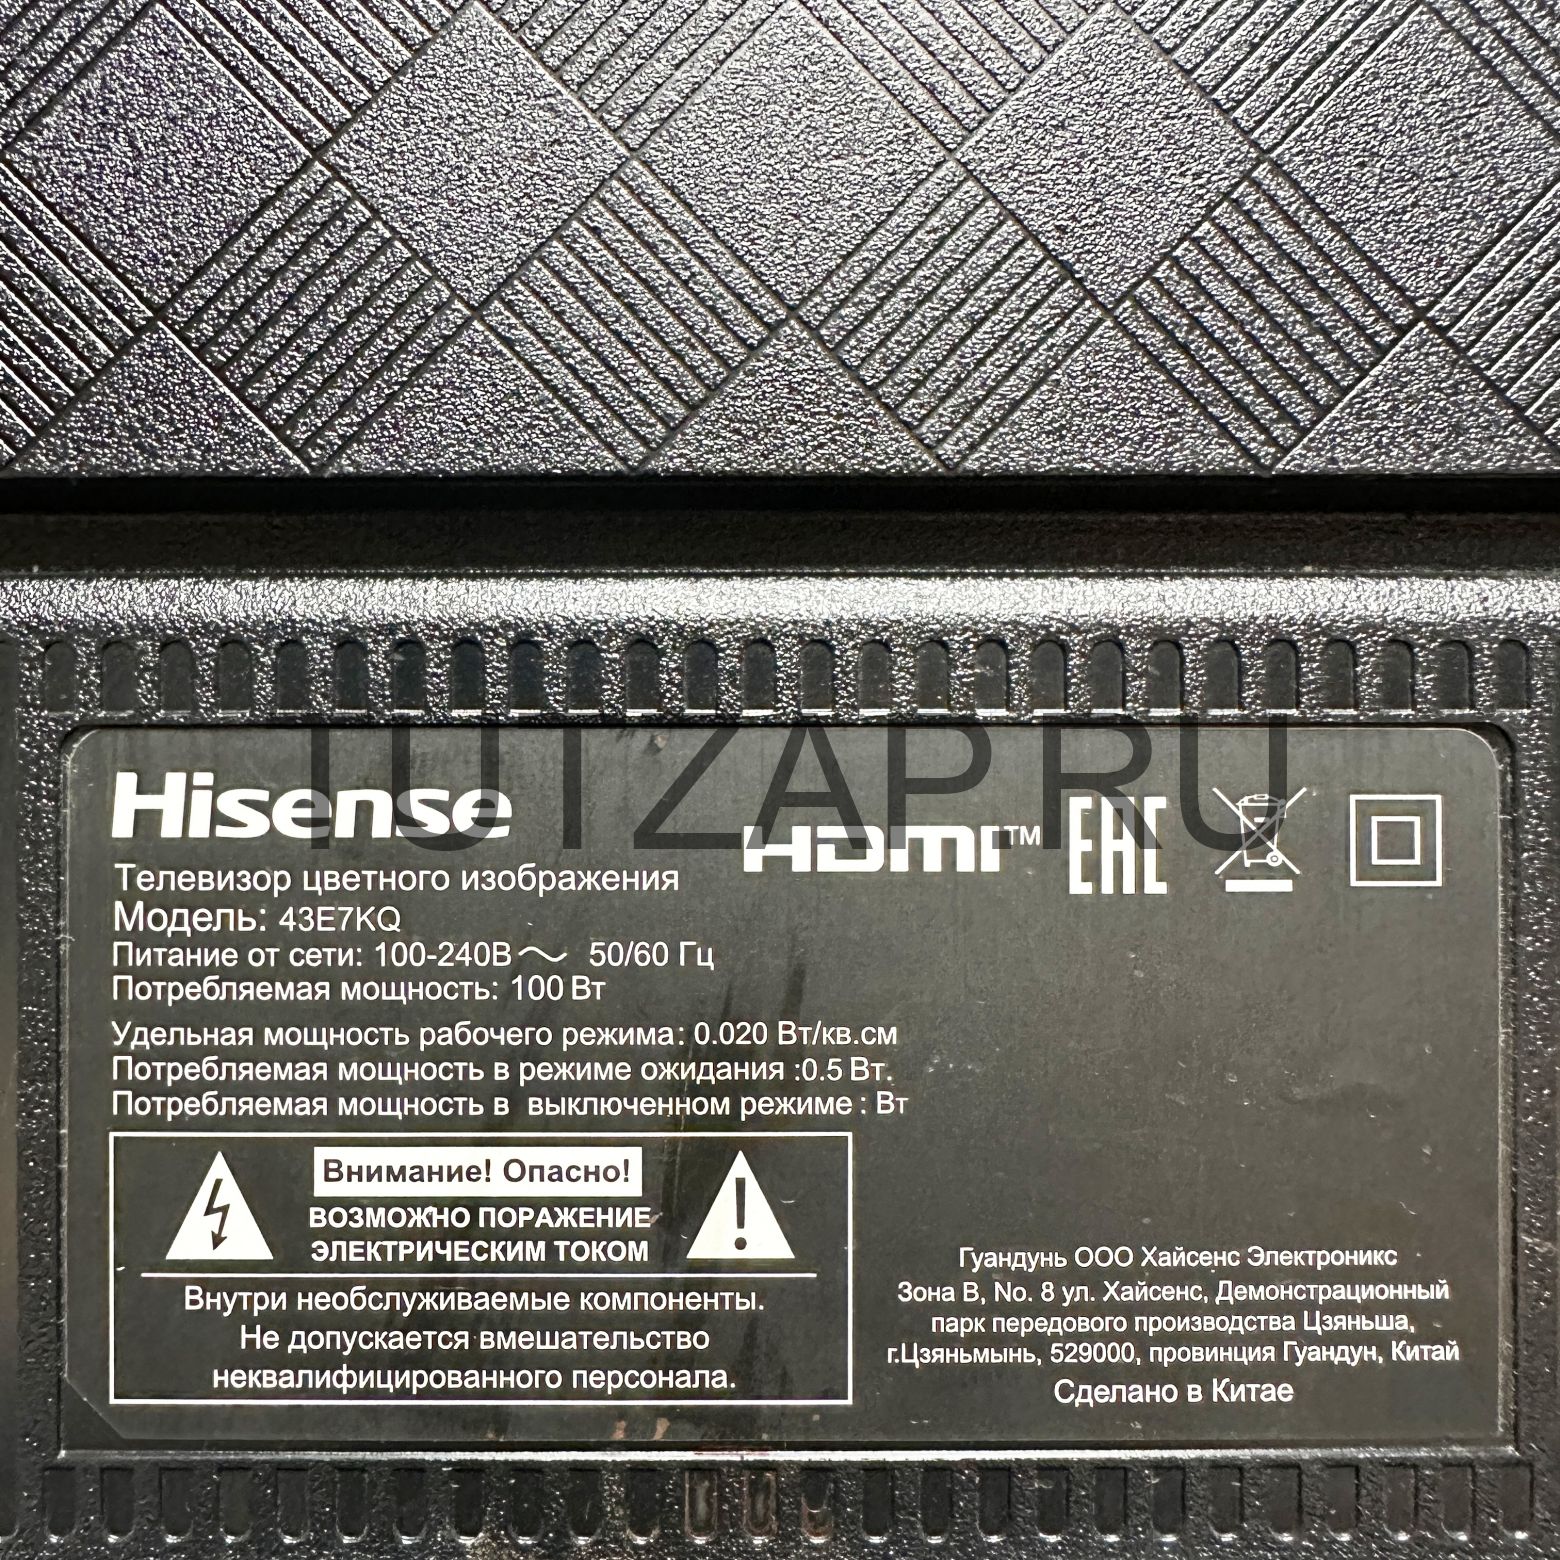 TUTZAP.RU
Hisense
HDMI™ EAC
Телевизор цветного изображения
Модель: 43E7KQ
Питание от сети: 100-240В ~ 50/60 Гц
Потребляемая мощность: 100 Вт
Удельная мощность рабочего режима: 0.020 Вт/кв.см
Потребляемая мощность в режиме ожидания :0.5 Вт.
Потребляемая мощность в выключенном режиме : Вт
Внимание! Опасно!
ВОЗМОЖНО ПОРАЖЕНИЕ
ЭЛЕКТРИЧЕСКИМ ТОКОМ
Внутри необслуживаемые компоненты.
Не допускается вмешательство
неквалифицированного персонала.
Гуандунь ООО Хайсенс Электроникс
Зона B, No. 8 ул. Хайсенс, Демонстрационный
парк передового производства Цзяньша,
г.Цзяньмынь, 529000, провинция Гуандун, Китай
Сделано в Китае